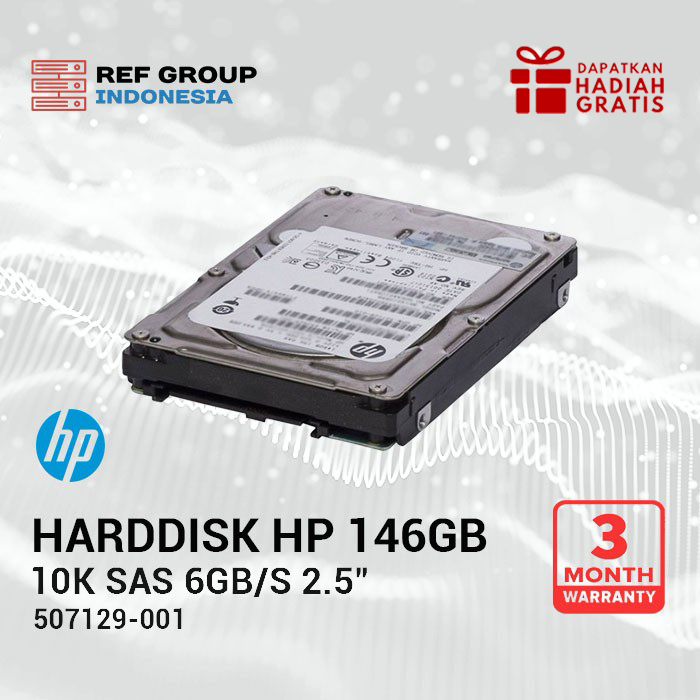 REF GROUP
INDONESIA
DAPATKAN
HADIAH
GRATIS
hp
hp
HARDDISK HP 146GB
10K SAS 6GB/S 2.5"
507129-001
3
MONTH
WARRANTY